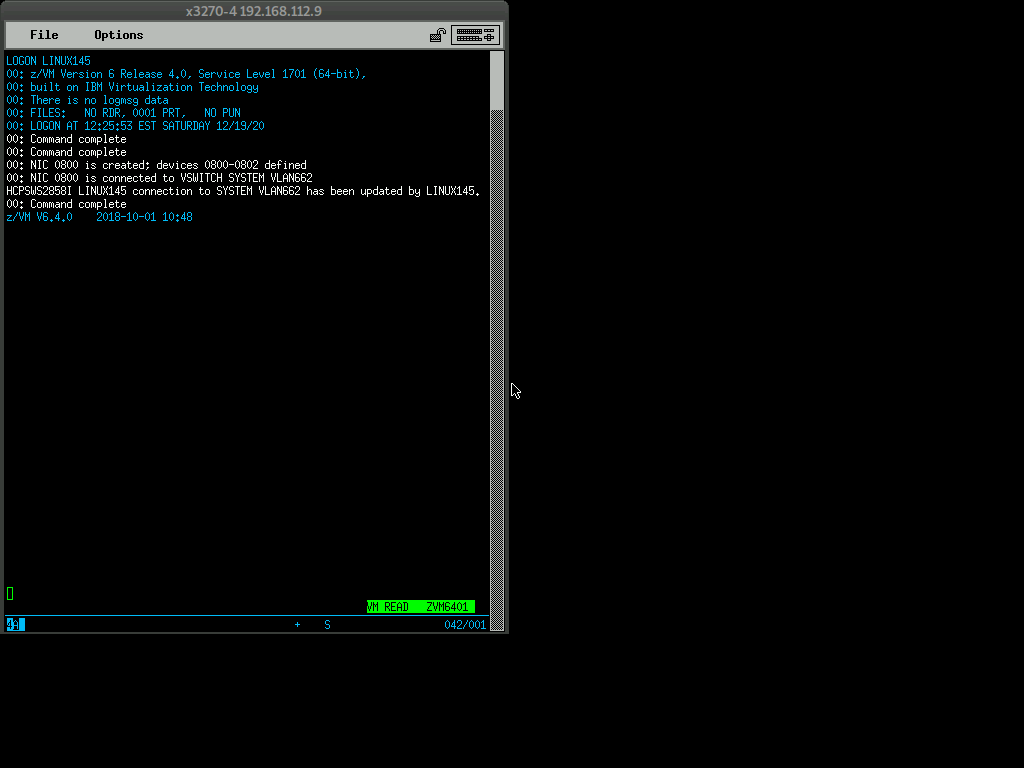 x3270-4 192.168.112.9
File Options
LOGON LINUX145
00: z/VM Version 6 Release 4.0, Service Level 1701 (64-bit),
00: built on IBM Virtualization Technology
00: There is no logmsg data
00: FILES:   NO RDR, 0001 PRT,   NO PUN
00: LOGON AT 12:25:53 EST SATURDAY 12/19/20
00: Command complete
00: Command complete
00: NIC 0800 is created; devices 0800-0802 defined
00: NIC 0800 is connected to VSWITCH SYSTEM VLAN662
HCPSWS2858I LINUX145 connection to SYSTEM VLAN662 has been updated by LINUX145.
00: Command complete
z/VM V6.4.0    2018-10-01 10:48
VM READ   ZVM6401
4A + S 042/001